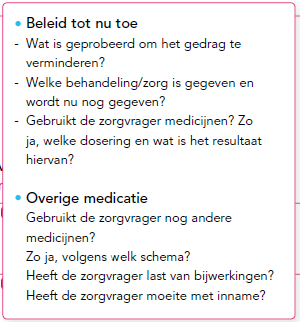 • Beleid tot nu toe
- Wat is geprobeerd om het gedrag te
verminderen?
- Welke behandeling/zorg is gegeven en
wordt nu nog gegeven?
- Gebruikt de zorgvrager medicijnen? Zo
ja, welke dosering en wat is het resultaat
hiervan?
• Overige medicatie
Gebruikt de zorgvrager nog andere
medicijnen?
Zo ja, volgens welk schema?
Heeft de zorgvrager last van bijwerkingen?
Heeft de zorgvrager moeite met inname?